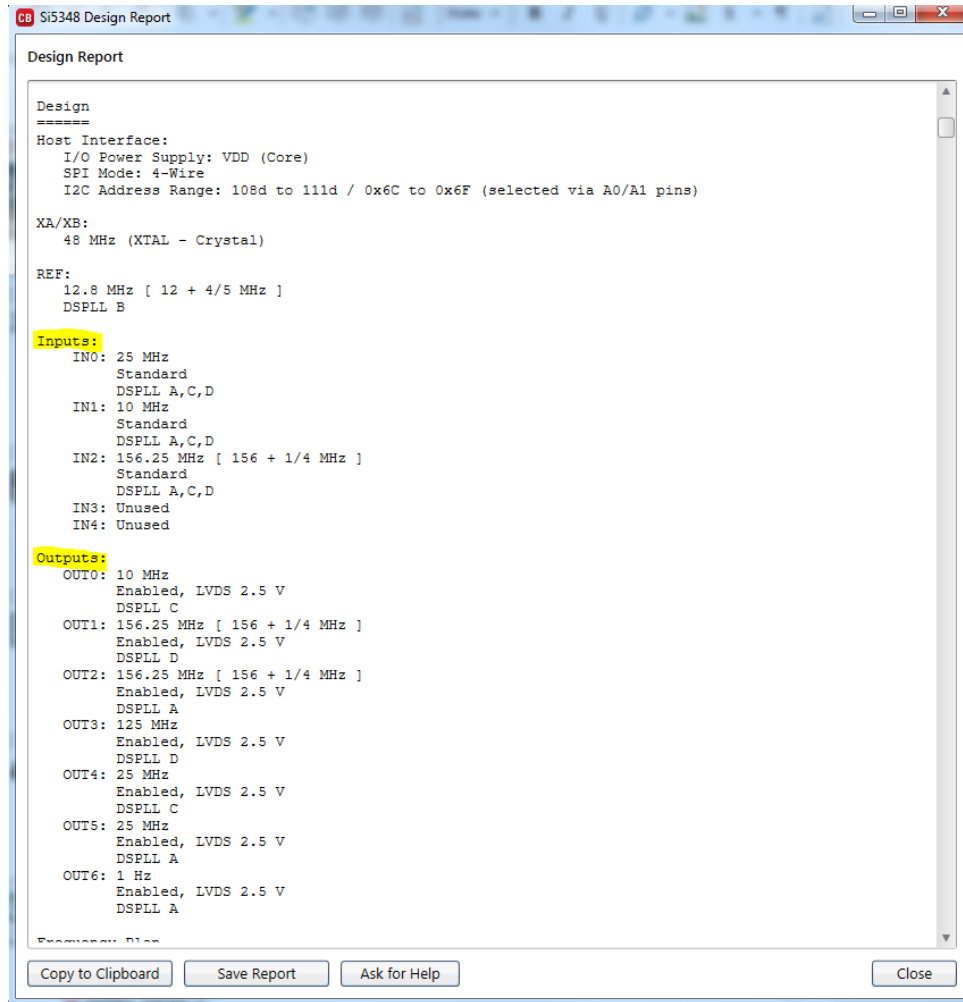 CB Si5348 Design Report
Design Report
Design
======
Host Interface:
I/O Power Supply: VDD (Core)
SPI Mode: 4-Wire
I2C Address Range: 108d to 111d / 0x6C to 0x6F (selected via A0/A1 pins)
XA/XB:
48 MHz (XTAL - Crystal)
REF:
12.8 MHz [ 12 + 4/5 MHz ]
DSPLL B
Inputs:
IN0: 25 MHz
Standard
DSPLL A,C,D
IN1: 10 MHz
Standard
DSPLL A,C,D
IN2: 156.25 MHz [ 156 + 1/4 MHz ]
Standard
DSPLL A,C,D
IN3: Unused
IN4: Unused
Outputs:
OUT0: 10 MHz
Enabled, LVDS 2.5 V
DSPLL C
OUT1: 156.25 MHz [ 156 + 1/4 MHz ]
Enabled, LVDS 2.5 V
DSPLL D
OUT2: 156.25 MHz [ 156 + 1/4 MHz ]
Enabled, LVDS 2.5 V
DSPLL A
OUT3: 125 MHz
Enabled, LVDS 2.5 V
DSPLL D
OUT4: 25 MHz
Enabled, LVDS 2.5 V
DSPLL C
OUT5: 25 MHz
Enabled, LVDS 2.5 V
DSPLL A
OUT6: 1 Hz
Enabled, LVDS 2.5 V
DSPLL A
Frequency Plan
Copy to Clipboard Save Report Ask for Help Close